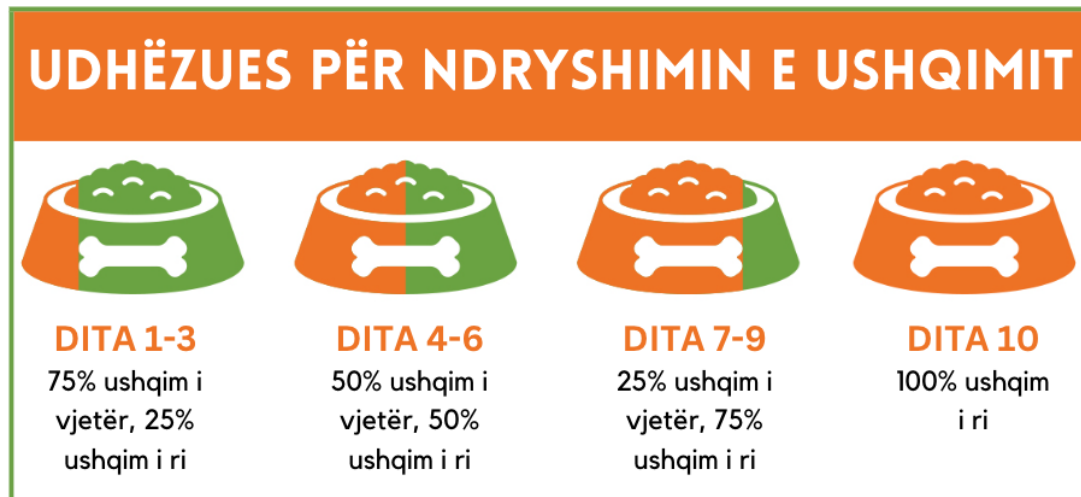 UDHËZUES PËR NDRYSHIMIN E USHQIMIT
DITA 1-3
75% ushqim i
vjetër, 25%
ushqim i ri
DITA 4-6
50% ushqim i
vjetër, 50%
ushqim i ri
DITA 7-9
25% ushqim i
vjetër, 75%
ushqim i ri
DITA 10
100% ushqim
i ri